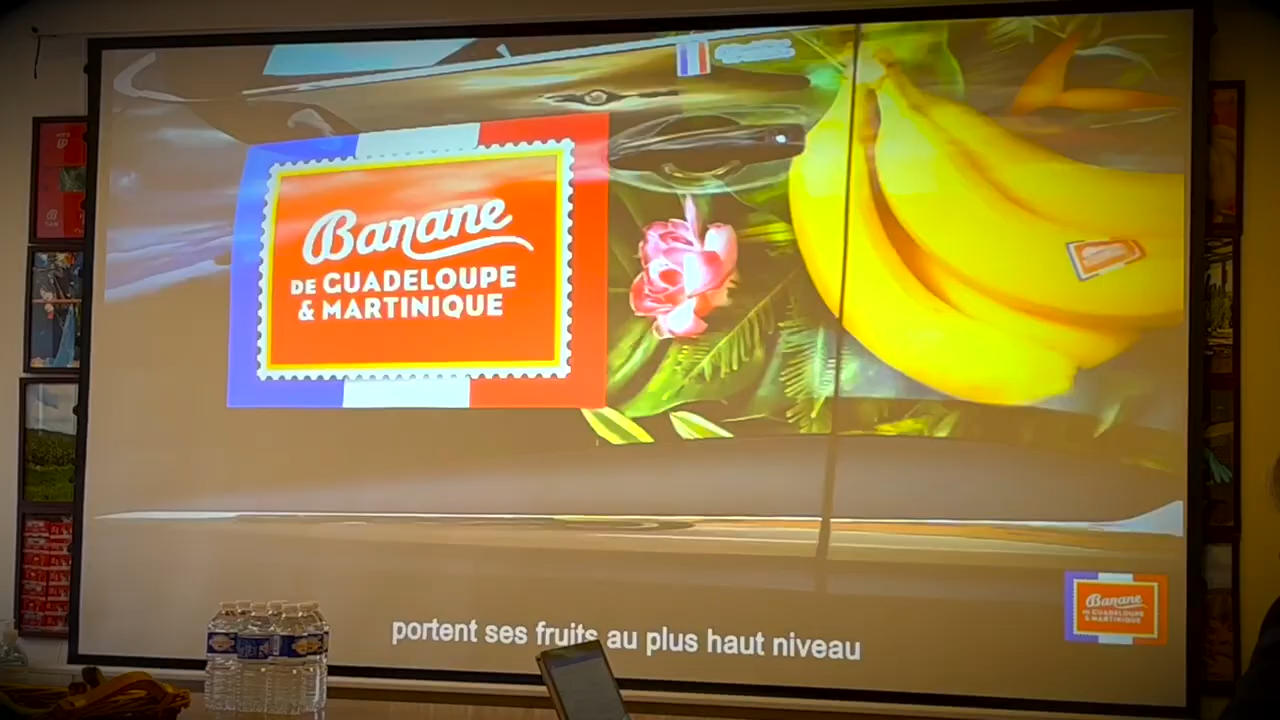 Banane
DE GUADELOUPE
& MARTINIQUE
portent ses fruits au plus haut niveau
Banane
DE GUADELOUPE
& MARTINIQUE